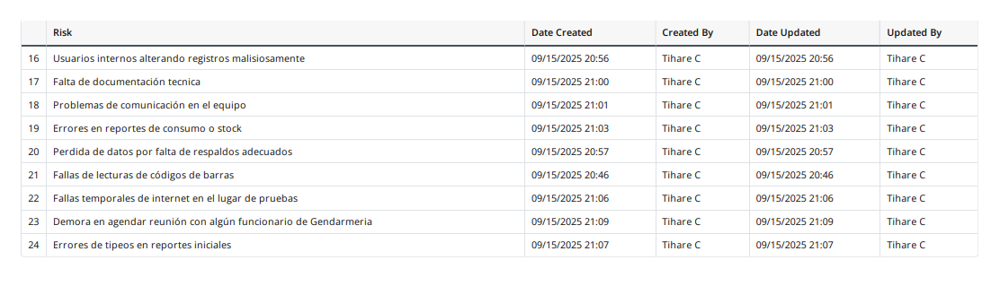 Risk Date Created Created By Date Updated Updated By
16 Usuarios internos alterando registros malisiosamente 09/15/2025 20:56 Tihare C 09/15/2025 20:56 Tihare C
17 Falta de documentación tecnica 09/15/2025 21:00 Tihare C 09/15/2025 21:00 Tihare C
18 Problemas de comunicación en el equipo 09/15/2025 21:01 Tihare C 09/15/2025 21:01 Tihare C
19 Errores en reportes de consumo o stock 09/15/2025 21:03 Tihare C 09/15/2025 21:03 Tihare C
20 Perdida de datos por falta de respaldos adecuados 09/15/2025 20:57 Tihare C 09/15/2025 20:57 Tihare C
21 Fallas de lecturas de códigos de barras 09/15/2025 20:46 Tihare C 09/15/2025 20:46 Tihare C
22 Fallas temporales de internet en el lugar de pruebas 09/15/2025 21:06 Tihare C 09/15/2025 21:06 Tihare C
23 Demora en agendar reunión con algún funcionario de Gendarmeria 09/15/2025 21:09 Tihare C 09/15/2025 21:09 Tihare C
24 Errores de tipeos en reportes iniciales 09/15/2025 21:07 Tihare C 09/15/2025 21:07 Tihare C